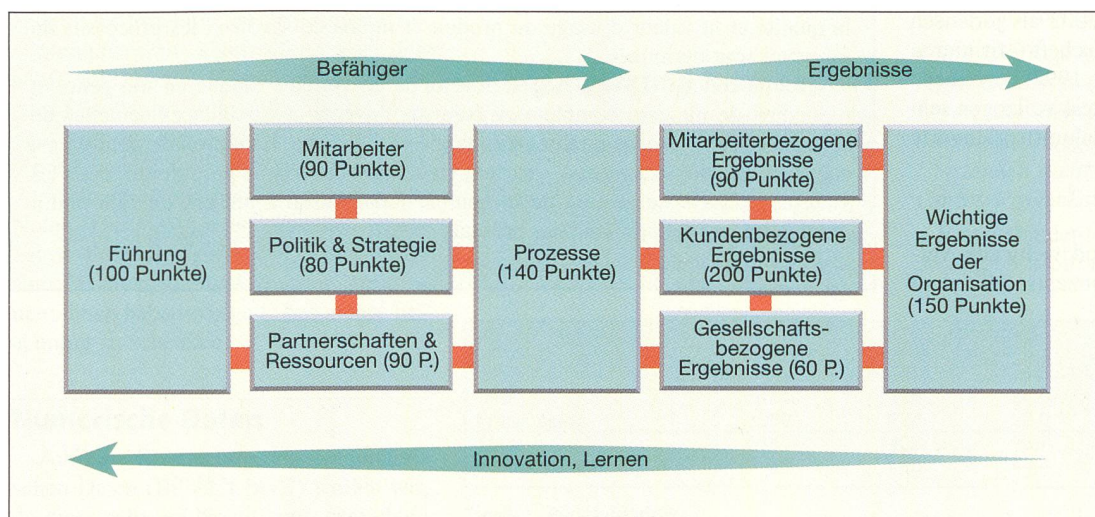 Befähiger
Ergebnisse
Führung
(100 Punkte)
Mitarbeiter
(90 Punkte)
Politik & Strategie
(80 Punkte)
Partnerschaften &
Ressourcen (90 P.)
Prozesse
(140 Punkte)
Mitarbeiterbezogene
Ergebnisse
(90 Punkte)
Kundenbezogene
Ergebnisse
(200 Punkte)
Gesellschafts-
bezogene
Ergebnisse (60 P.)
Wichtige
Ergebnisse
der
Organisation
(150 Punkte)
Innovation, Lernen